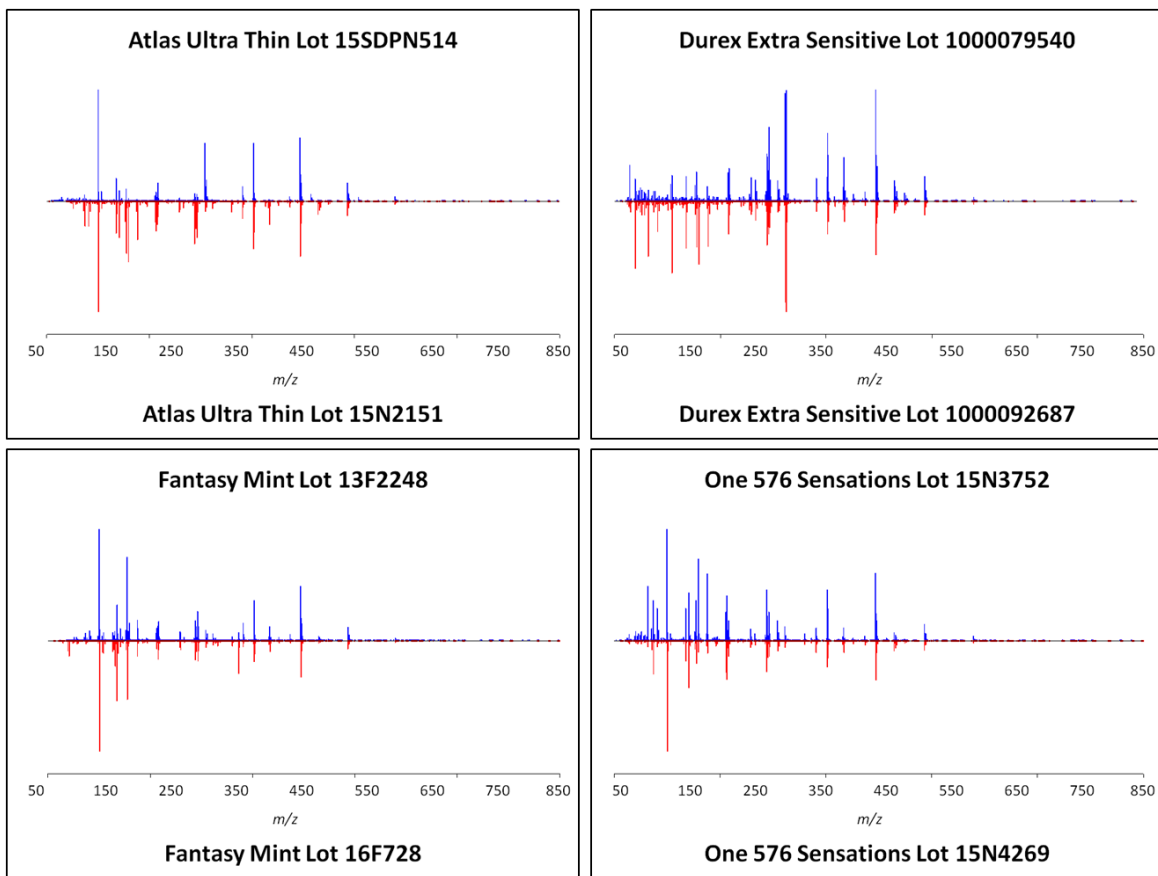 Atlas Ultra Thin Lot 15SDPN514
50 150 250 350 450 550 650 750 850
m/z
Atlas Ultra Thin Lot 15N2151
Durex Extra Sensitive Lot 1000079540
50 150 250 350 450 550 650 750 850
m/z
Durex Extra Sensitive Lot 1000092687
Fantasy Mint Lot 13F2248
50 150 250 350 450 550 650 750 850
m/z
Fantasy Mint Lot 16F728
One 576 Sensations Lot 15N3752
50 150 250 350 450 550 650 750 850
m/z
One 576 Sensations Lot 15N4269